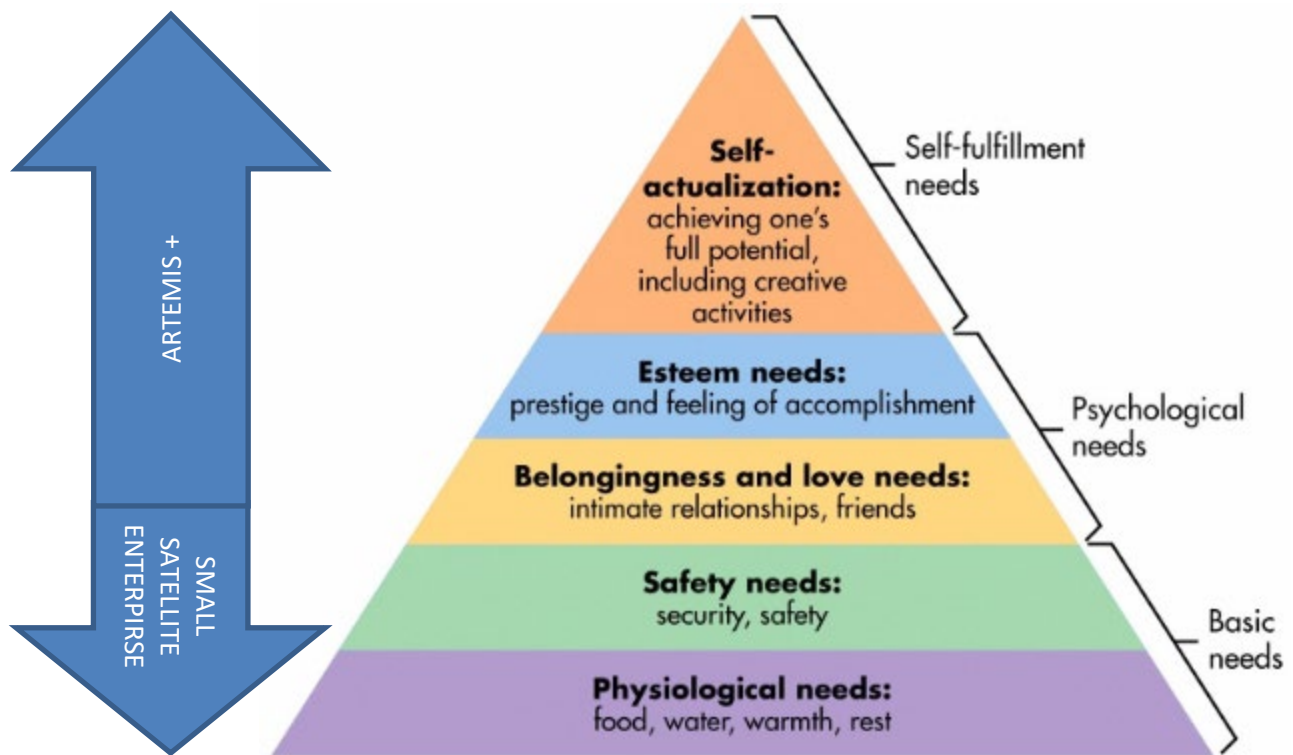 ARTEMIS +
SMALL
SATELLITE
ENTERPIRSE
Self-
actualization:
achieving one's
full potential,
including creative
activities
Esteem needs:
prestige and feeling of accomplishment
Belongingness and love needs:
intimate relationships, friends
Safety needs:
security, safety
Physiological needs:
food, water, warmth, rest
Self-fulfillment
needs
Psychological
needs
Basic
needs